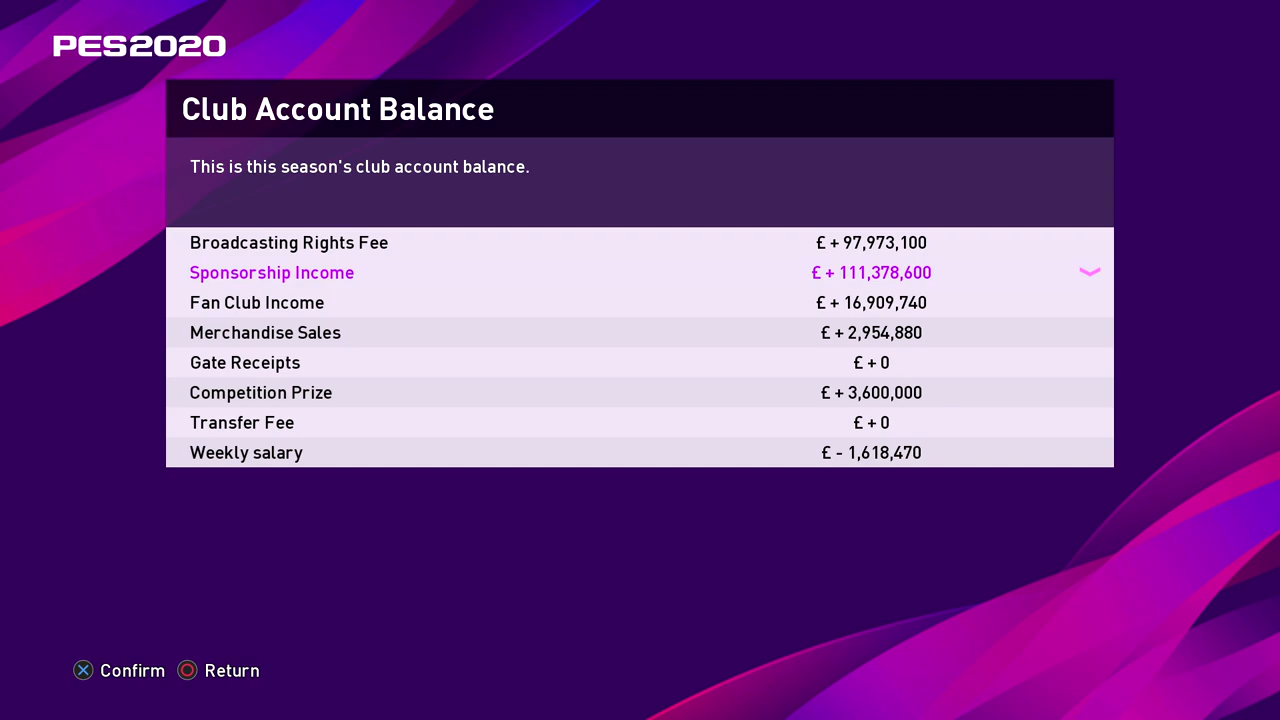 PES2020
Club Account Balance
This is this season's club account balance.
Broadcasting Rights Fee £ + 97,973,100
Sponsorship Income £ + 111,378,600
Fan Club Income £ + 16,909,740
Merchandise Sales £ + 2,954,880
Gate Receipts £ + 0
Competition Prize £ + 3,600,000
Transfer Fee £ + 0
Weekly salary £ - 1,618,470
Confirm Return